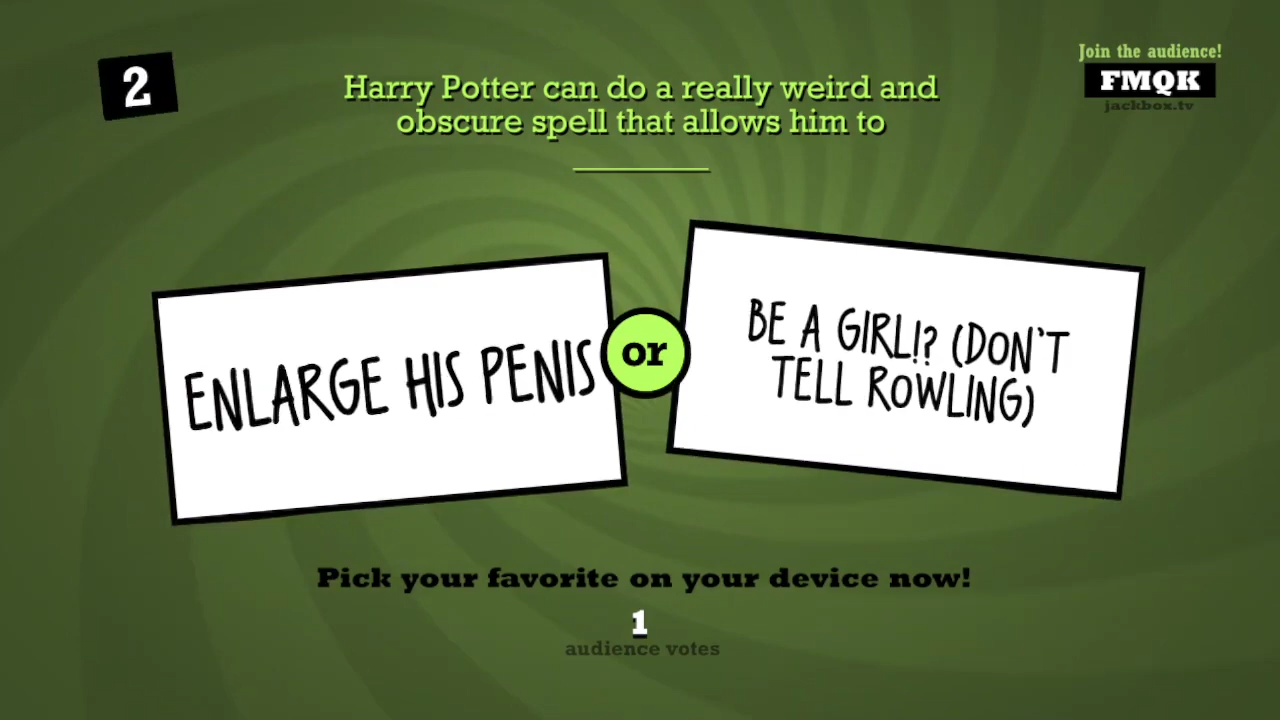 2
Join the audience!
FMQK
jackbox.tv
Harry Potter can do a really weird and
obscure spell that allows him to
ENLARGE HIS PENIS
or
BE A GIRL!? (DON'T
TELL ROWLING)
Pick your favorite on your device now!
1
audience votes